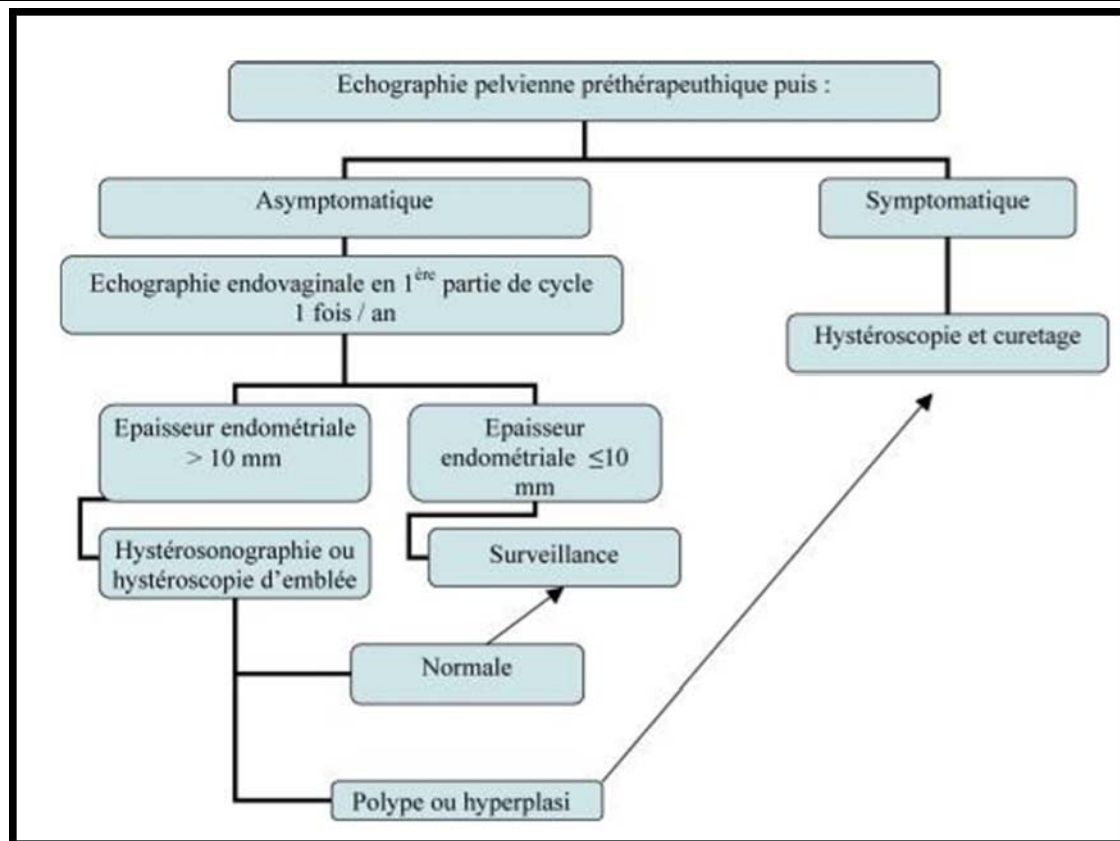 Echographie pelvienne préthérapeuthique puis :
Asymptomatique
Symptomatique
Echographie endovaginale en 1ère partie de cycle
1 fois / an
Hystéroscopie et curetage
Epaisseur endométriale
> 10 mm
Epaisseur
endométriale ≤10
mm
Hystérosonographie ou
hystéroscopie d’emblée
Surveillance
Normale
Polype ou hyperplasi